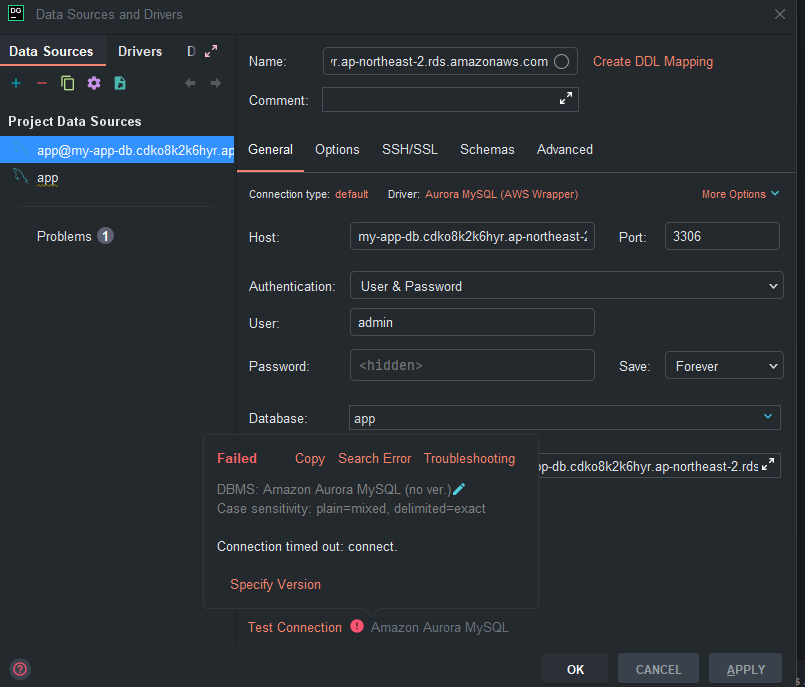 DG Data Sources and Drivers
Data Sources Drivers D
Project Data Sources
app@my-app-db.cdko8k2k6hyr.ap
app
Problems 1
Name: r.ap-northeast-2.rds.amazonaws.com Create DDL Mapping
Comment:
General Options SSH/SSL Schemas Advanced
Connection type: default Driver: Aurora MySQL (AWS Wrapper) More Options
Host: my-app-db.cdko8k2k6hyr.ap-northeast-2 Port: 3306
Authentication: User & Password
User: admin
Password: <hidden> Save: Forever
Database: app
pp-db.cdko8k2k6hyr.ap-northeast-2.rds
Failed Copy Search Error Troubleshooting
DBMS: Amazon Aurora MySQL (no ver.)
Case sensitivity: plain=mixed, delimited=exact
Connection timed out: connect.
Specify Version
Test Connection Amazon Aurora MySQL
? OK CANCEL APPLY